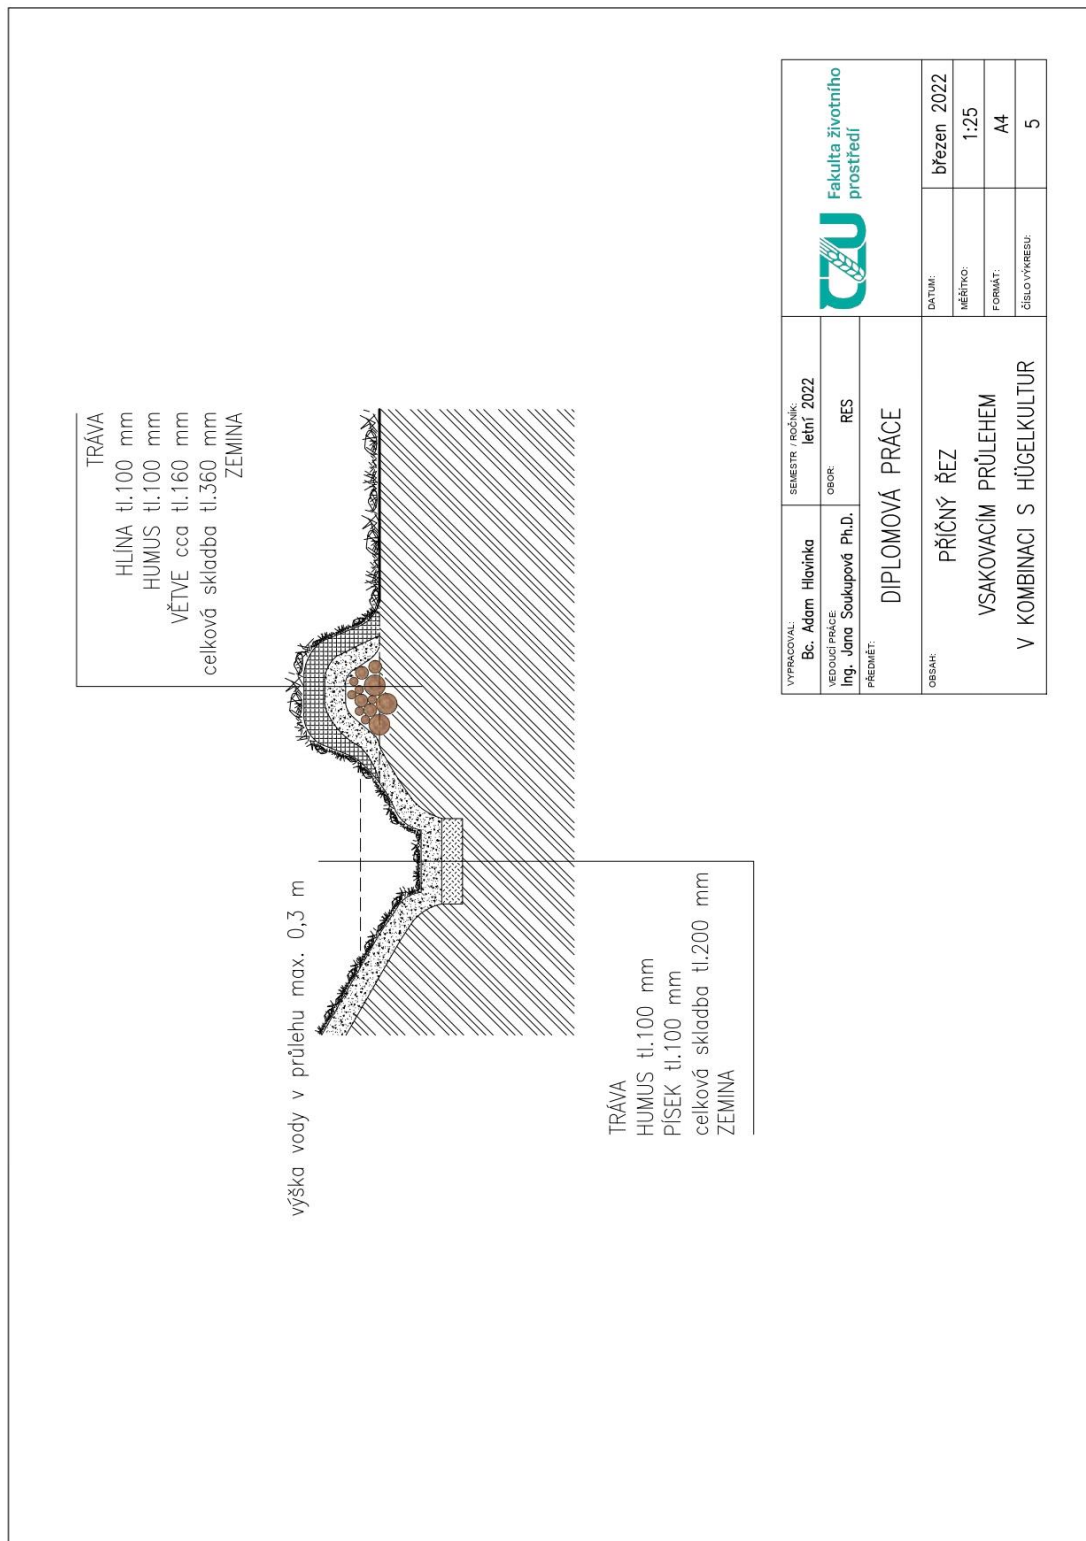 TRÁVA
HLÍNA tl.100 mm
HUMUS tl.100 mm
VĚTVE cca tl.160 mm
celková skladba tl.360 mm
ZEMINA
výška vody v průlehu max. 0,3 m
TRÁVA
HUMUS tl.100 mm
PÍSEK tl.100 mm
celková skladba tl.200 mm
ZEMINA
VYPRACOVAL:
Bc. Adam Hlavinka
SEMESTR / ROČNÍK:
letní 2022
VEDOUCÍ PRÁCE:
Ing. Jana Soukupová Ph.D.
OBOR:
RES
CZU
Fakulta životního
prostředí
PŘEDMĚT:
DIPLOMOVÁ PRÁCE
OBSAH:
PŘÍČNÝ ŘEZ
VSAKOVACÍM PRŮLEHEM
V KOMBINACI S HÜGELKULTUR
DATUM:
březen 2022
MĚŘÍTKO:
1:25
FORMÁT:
A4
ČÍSLO VÝKRESU:
5